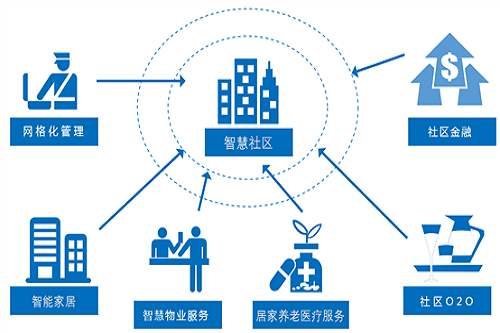 $
网格化管理
智慧社区
社区金融
智能家居
智慧物业服务
居家养老医疗服务
社区O2O